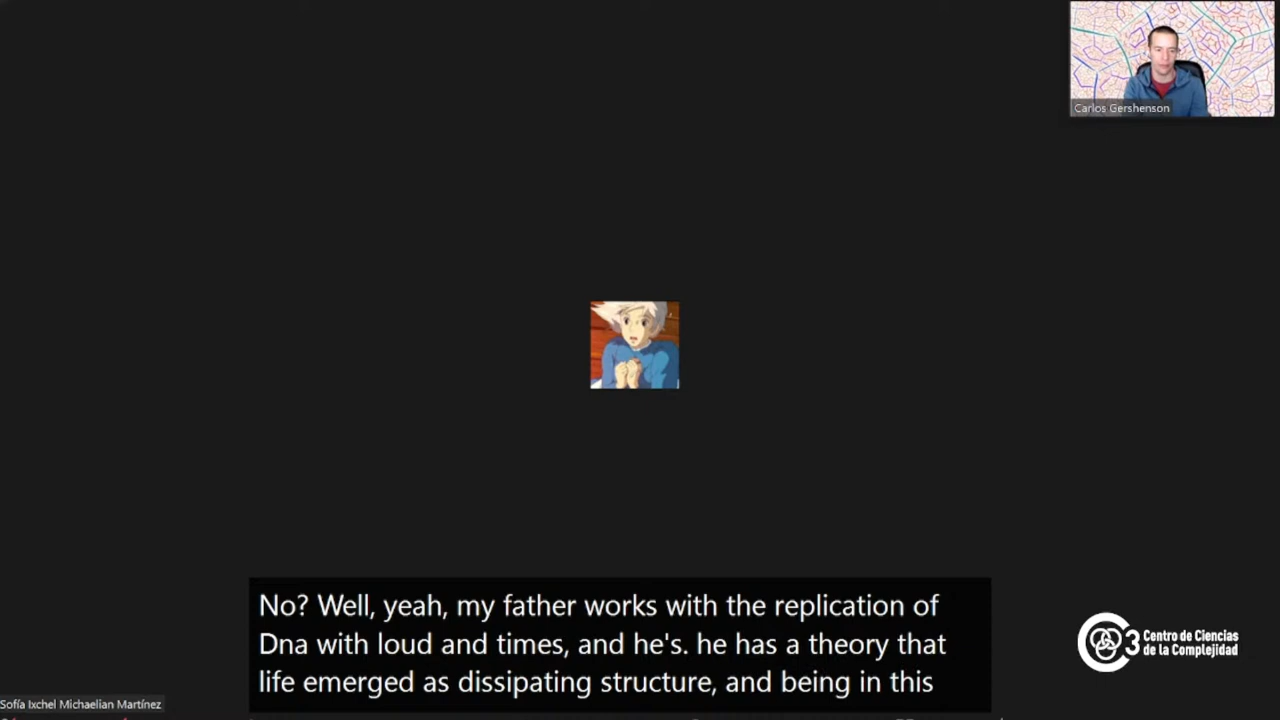 Carlos Gershenson
No? Well, yeah, my father works with the replication of
Dna with loud and times, and he's. he has a theory that
life emerged as dissipating structure, and being in this
3 Centro de Ciencias
de la Complejidad
Sofía Ixchel Michaelian Martínez